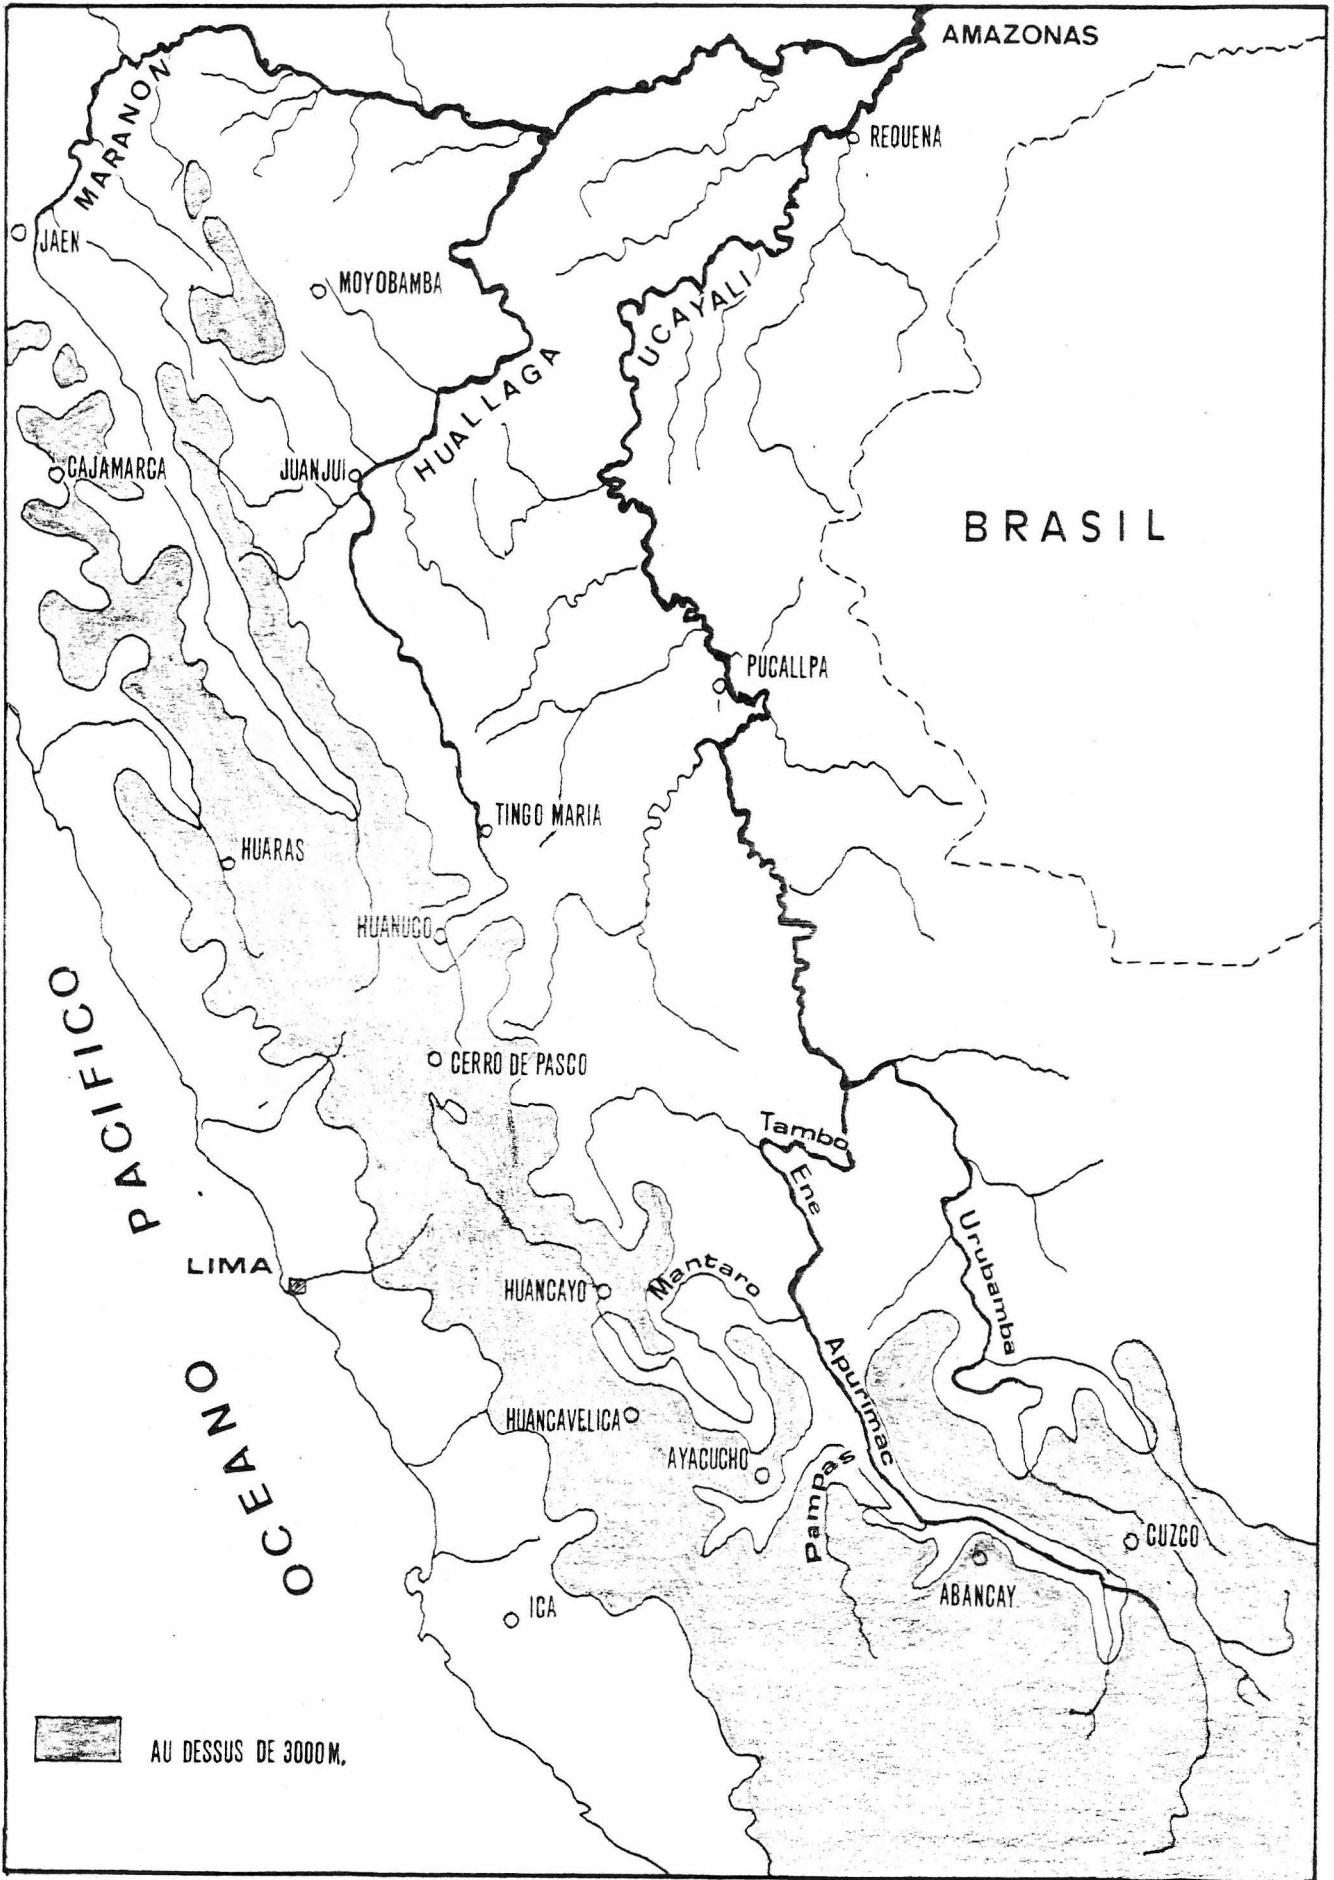 AMAZONAS
MARANON
REQUENA
JAEN
MOYOBAMBA
UCAYALI
HUALLAGA
CAJAMARCA
JUANJUI
BRASIL
PUCALLPA
TINGO MARIA
HUARAS
HUANUCO
CERRO DE PASCO
Tambo
Ene
OCEANO PACIFICO
LIMA
Urubamba
HUANCAYO
Mantaro
Apurimac
HUANCAVELICA
AYACUCHO
Pampas
CUZCO
ABANCAY
ICA
AU DESSUS DE 3000M.